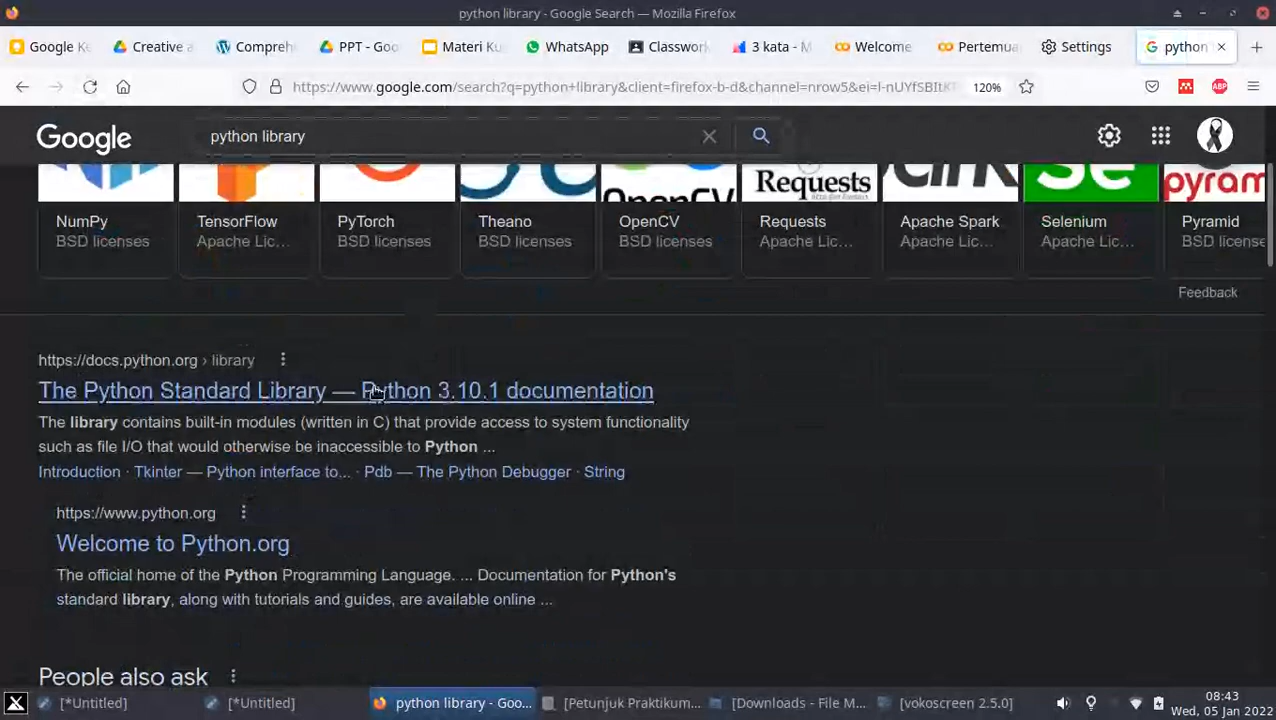 python library - Google Search — Mozilla Firefox
Google Ke
Creative a
Compreh
PPT - Goo
Materi Ku
WhatsApp
Classwor
3 kata - M
Welcome
Pertemua
Settings
python
https://www.google.com/search?q=python+library&client=firefox-b-d&channel=nrow5&ei=l-nUYfSBItK
120%
ABP
Google
python library
OpenCV
Requests
Se
pyram
NumPy
TensorFlow
PyTorch
Theano
OpenCV
Requests
Apache Spark
Selenium
Pyramid
BSD licenses
Apache Lic...
BSD licenses
BSD licenses
BSD licenses
Apache Lic...
Apache Lic...
Apache Lic...
BSD license
Feedback
https://docs.python.org › library
The Python Standard Library — Python 3.10.1 documentation
The library contains built-in modules (written in C) that provide access to system functionality
such as file I/O that would otherwise be inaccessible to Python ...
Introduction · Tkinter — Python interface to... · Pdb — The Python Debugger · String
https://www.python.org
Welcome to Python.org
The official home of the Python Programming Language. ... Documentation for Python's
standard library, along with tutorials and guides, are available online ...
People also ask
[*Untitled]
[*Untitled]
python library - Goo...
[Petunjuk Praktikum...
[Downloads - File M...
[vokoscreen 2.5.0]
08:43
Wed, 05 Jan 2022